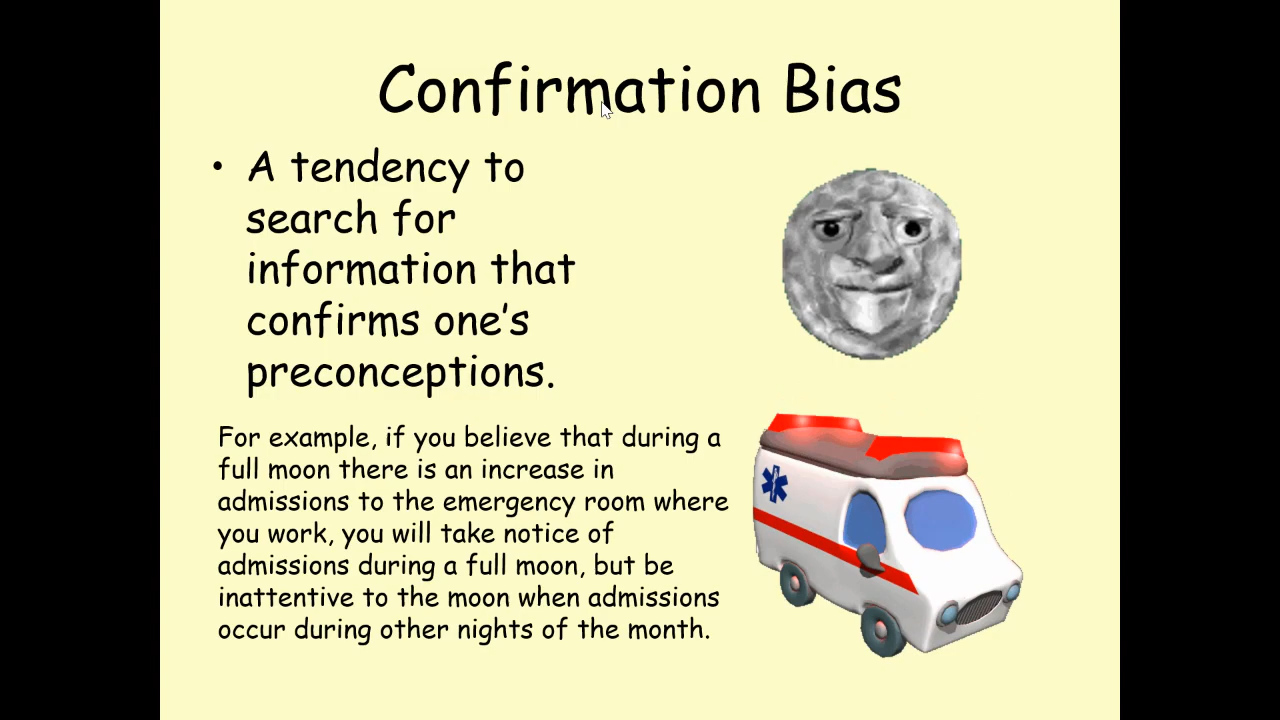 Confirmation Bias
• A tendency to
search for
information that
confirms one's
preconceptions.
For example, if you believe that during a
full moon there is an increase in
admissions to the emergency room where
you work, you will take notice of
admissions during a full moon, but be
inattentive to the moon when admissions
occur during other nights of the month.